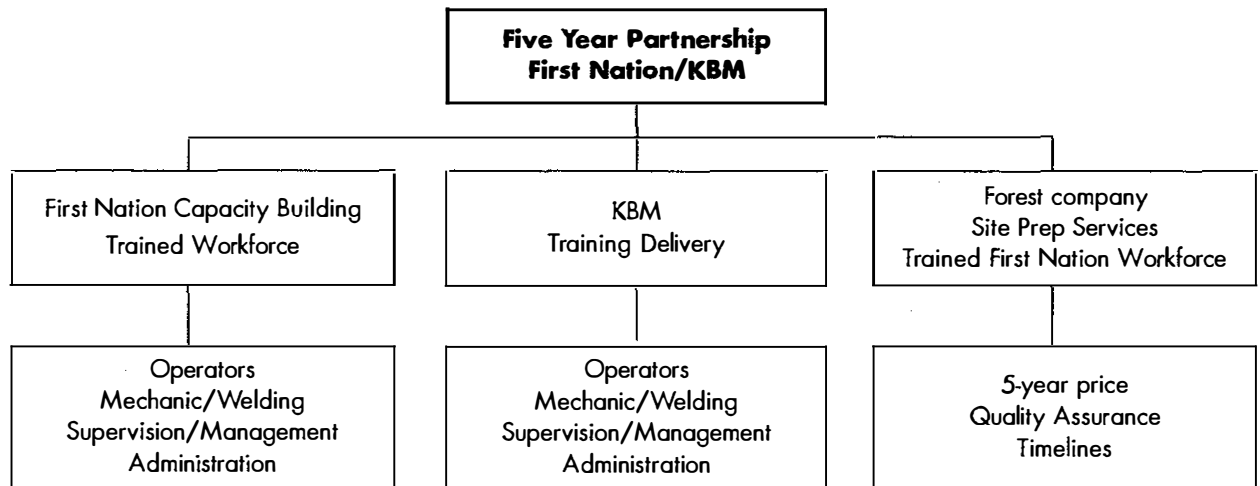 Five Year Partnership
First Nation/KBM
First Nation Capacity Building
Trained Workforce
KBM
Training Delivery
Forest company
Site Prep Services
Trained First Nation Workforce
Operators
Mechanic/Welding
Supervision/Management
Administration
Operators
Mechanic/Welding
Supervision/Management
Administration
5-year price
Quality Assurance
Timelines